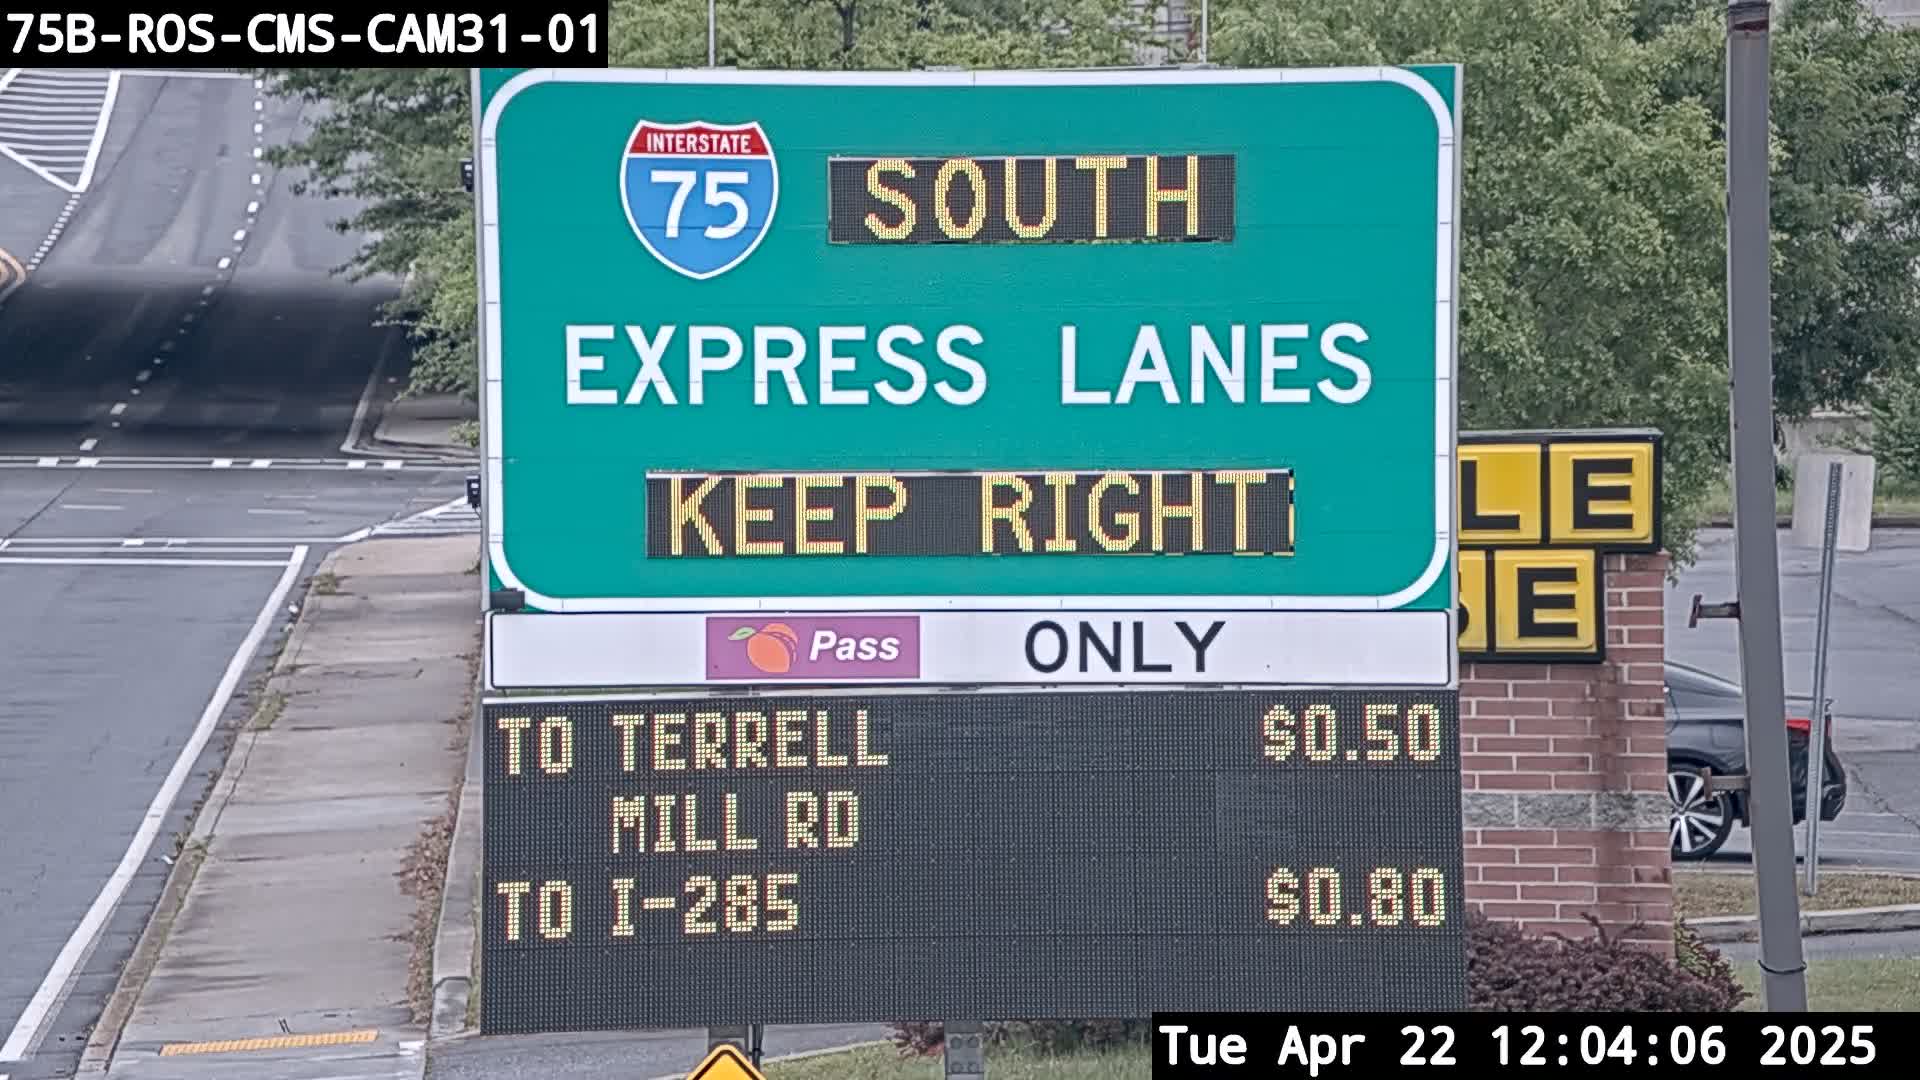 75B-ROS-CMS-CAM31-01
INTERSTATE
75
SOUTH
EXPRESS LANES
KEEP RIGHT
Pass ONLY
LE
E
TO TERRELL $0.50
MILL RD
TO I-285 $0.80
Tue Apr 22 12:04:06 2025